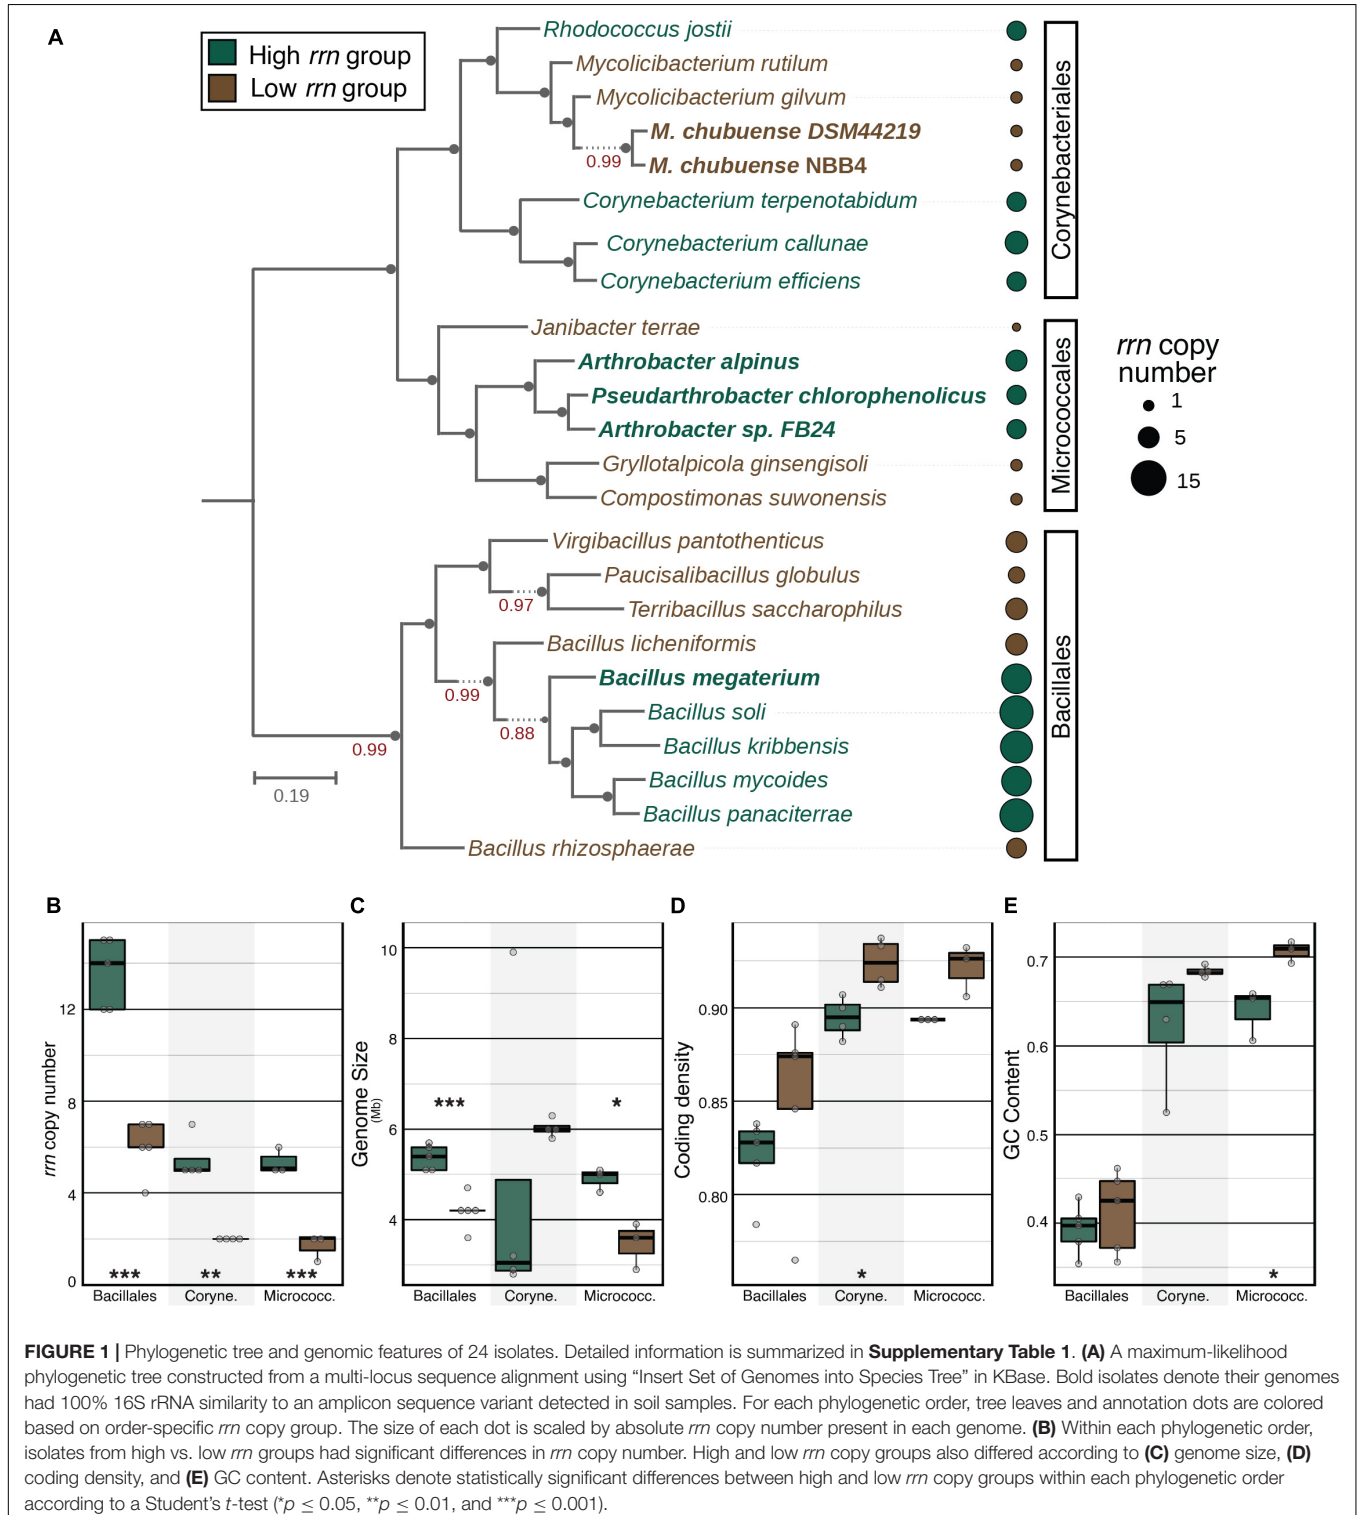 A
High rrn group
Low rrn group
Rhodococcus jostii
Mycolicibacterium rutilum
Mycolicibacterium gilvum
M. chubuense DSM44219
0.99
M. chubuense NBB4
Corynebacterium terpenotabidum
Corynebacterium callunae
Corynebacterium efficiens
Corynebacteriales
Janibacter terrae
Arthrobacter alpinus
Pseudarthrobacter chlorophenolicus
Arthrobacter sp. FB24
Gryllotalpicola ginsengisoli
Compostimonas suwonensis
Micrococcales
rrn copy
number
1
5
15
Virgibacillus pantothenticus
Paucisalibacillus globulus
0.97
Terribacillus saccharophilus
Bacillus licheniformis
Bacillus megaterium
0.99
Bacillus soli
0.88
Bacillus kribbensis
0.99
Bacillus mycoides
0.19
Bacillus panaciterrae
Bacillus rhizosphaerae
Bacillales
B
rrn copy number
12
8
4
0
***
**
***
Bacillales
Coryne.
Micrococc.
C
Genome Size
(Mb)
10
8
6
4
***
*
Bacillales
Coryne.
Micrococc.
D
Coding density
0.90
0.85
0.80
*
Bacillales
Coryne.
Micrococc.
E
GC Content
0.7
0.6
0.5
0.4
*
Bacillales
Coryne.
Micrococc.
FIGURE 1 | Phylogenetic tree and genomic features of 24 isolates. Detailed information is summarized in Supplementary Table 1. (A) A maximum-likelihood
phylogenetic tree constructed from a multi-locus sequence alignment using “Insert Set of Genomes into Species Tree” in KBase. Bold isolates denote their genomes
had 100% 16S rRNA similarity to an amplicon sequence variant detected in soil samples. For each phylogenetic order, tree leaves and annotation dots are colored
based on order-specific rrn copy group. The size of each dot is scaled by absolute rrn copy number present in each genome. (B) Within each phylogenetic order,
isolates from high vs. low rrn groups had significant differences in rrn copy number. High and low rrn copy groups also differed according to (C) genome size, (D)
coding density, and (E) GC content. Asterisks denote statistically significant differences between high and low rrn copy groups within each phylogenetic order
according to a Student’s t-test (*p ≤ 0.05, **p ≤ 0.01, and ***p ≤ 0.001).